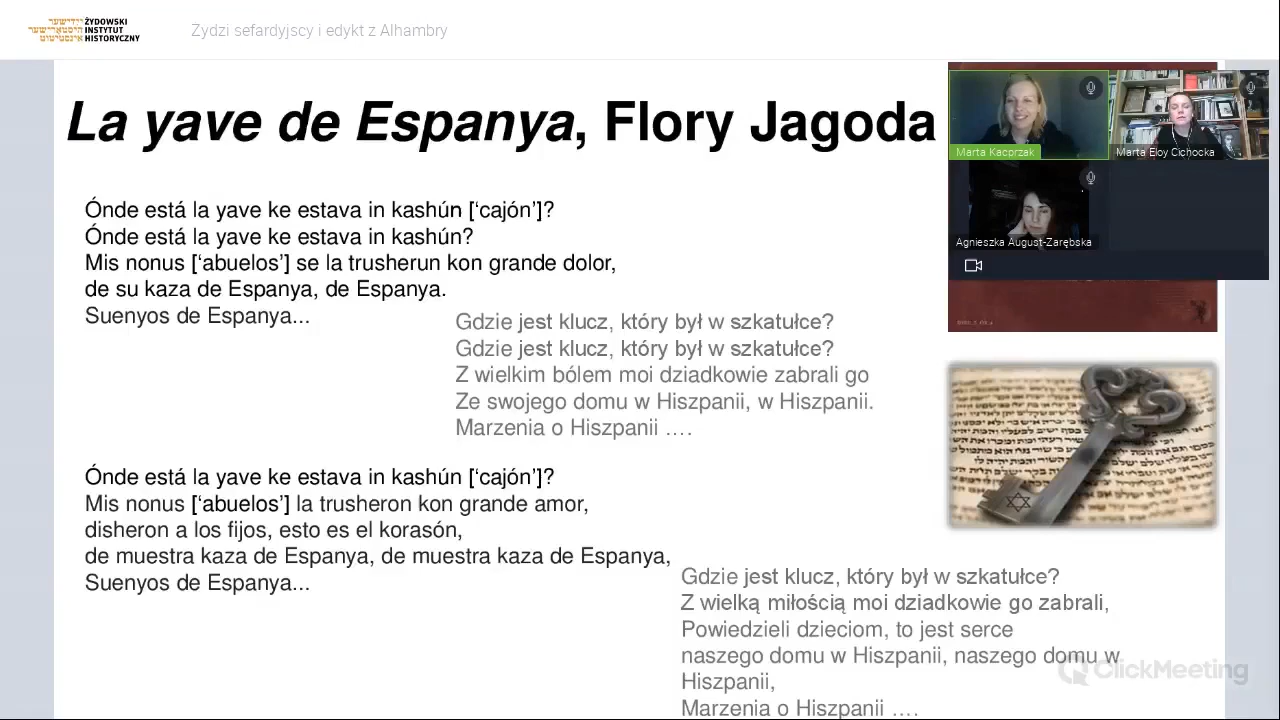 ייִדישער
היסטאָרישער
אינסטיטוט
ŻYDOWSKI
INSTYTUT
HISTORYCZNY
Zydzi sefardyjscy i edykt z Alhambry
La yave de Espanya, Flory Jagoda
Ónde está la yave ke estava in kashún [‘cajón’]?
Ónde está la yave ke estava in kashún?
Mis nonus [‘abuelos’] se la trusherun kon grande dolor,
de su kaza de Espanya, de Espanya.
Suenyos de Espanya...
Gdzie jest klucz, który był w szkatułce?
Gdzie jest klucz, który był w szkatułce?
Z wielkim bólem moi dziadkowie zabrali go
Ze swojego domu w Hiszpanii, w Hiszpanii.
Marzenia o Hiszpanii ….
Ónde está la yave ke estava in kashún [‘cajón’]?
Mis nonus [‘abuelos’] la trusheron kon grande amor,
disheron a los fijos, esto es el korasón,
de muestra kaza de Espanya, de muestra kaza de Espanya,
Suenyos de Espanya...
Gdzie jest klucz, który był w szkatułce?
Z wielką miłością moi dziadkowie go zabrali,
Powiedzieli dzieciom, to jest serce
naszego domu w Hiszpanii, naszego domu w
Hiszpanii,
Marzenia o Hiszpanii ….
Marta Kacprzak
Marta Eloy Cichocka
Agnieszka August-Zarębska
ClickMeeting